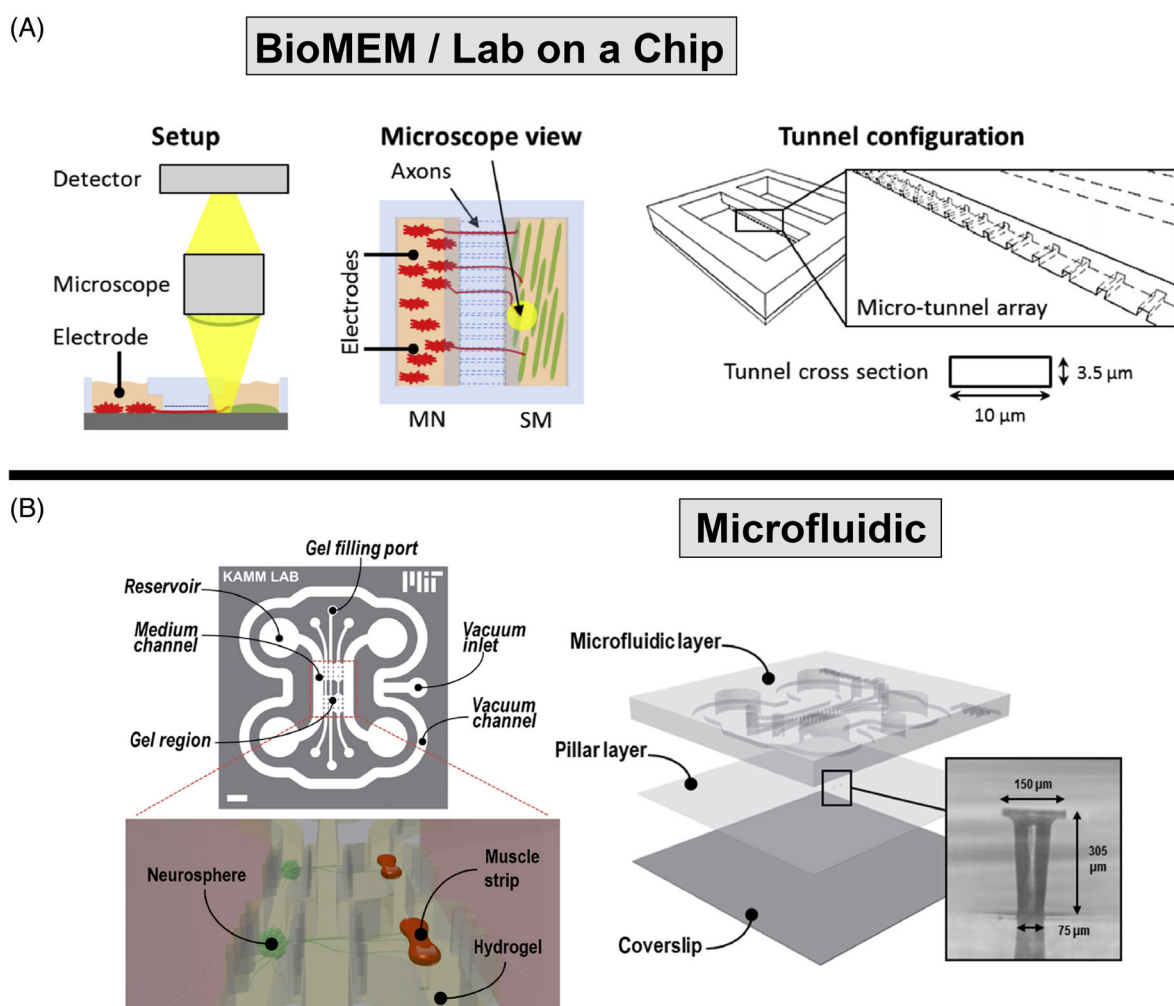 (A)
BioMEM / Lab on a Chip
Setup
Detector
Microscope
Electrode
Microscope view
Axons
Electrodes
MN
SM
Tunnel configuration
Micro-tunnel array
Tunnel cross section
3.5 µm
10 µm
(B)
Microfluidic
Gel filling port
KAMM LAB
MIT
Reservoir
Medium
channel
Vacuum
inlet
Vacuum
channel
Gel region
Neurosphere
Muscle
strip
Hydrogel
Microfluidic layer
Pillar layer
Coverslip
150 µm
305
µm
75 µm